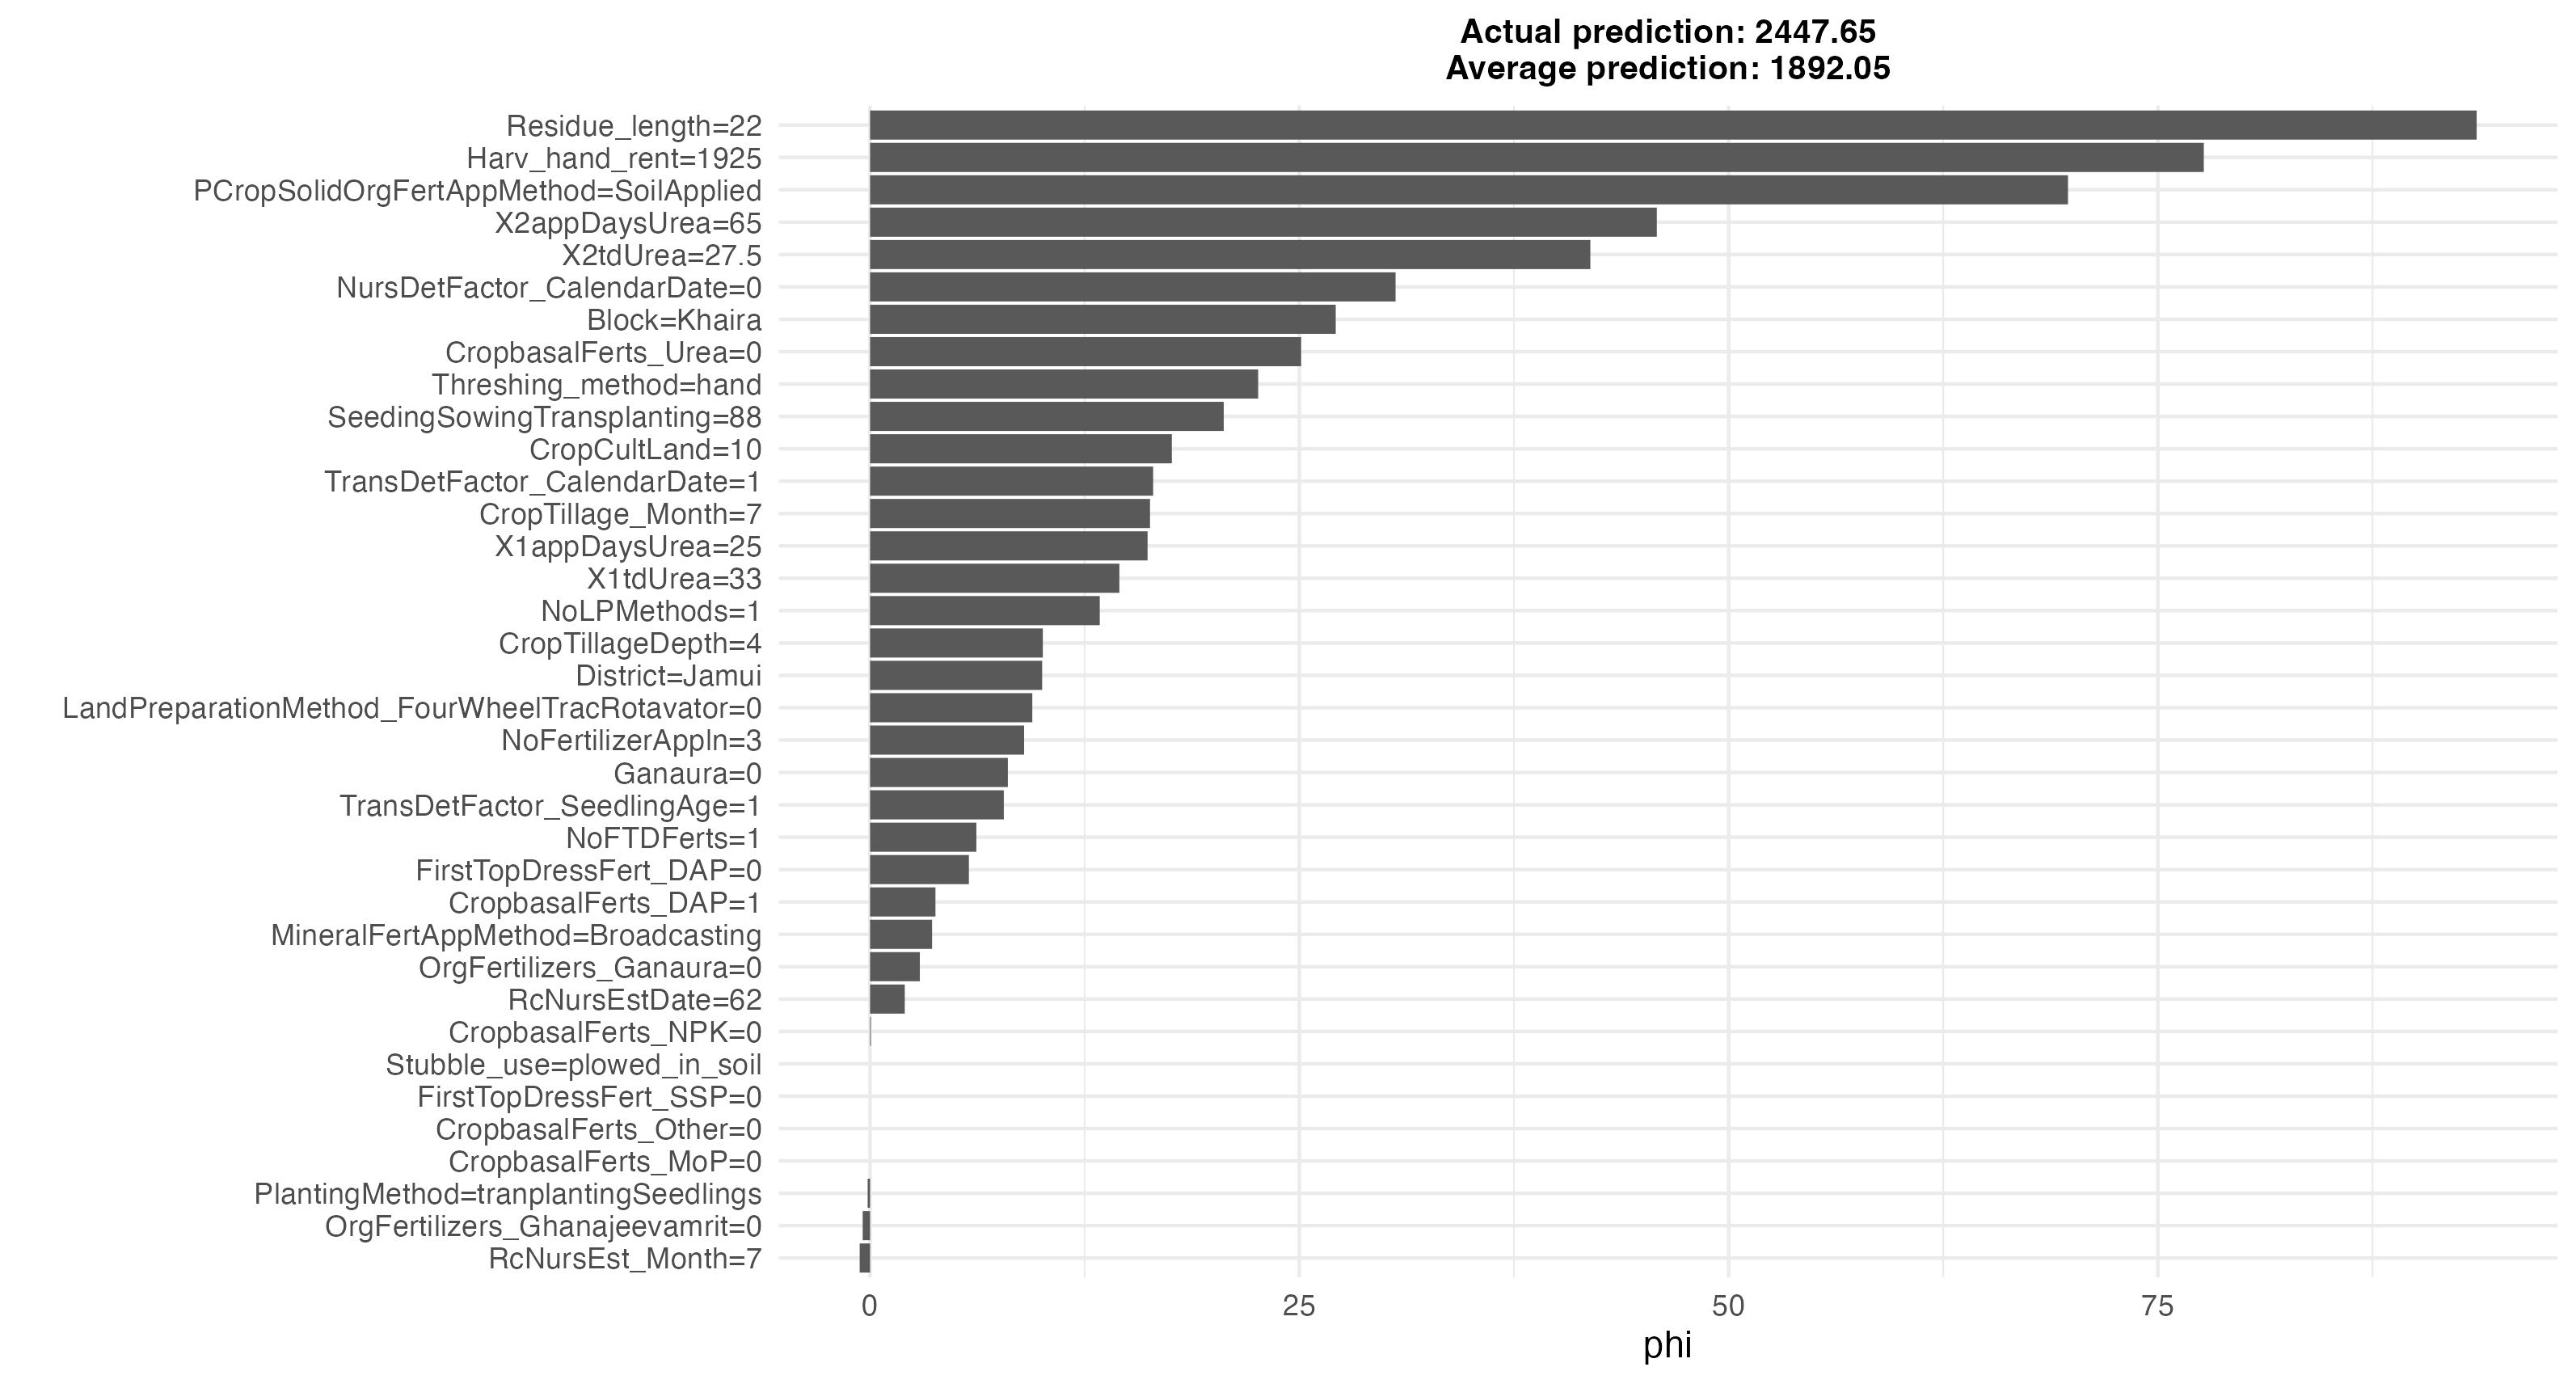 Actual prediction: 2447.65
Average prediction: 1892.05
Residue_length=22
Harv_hand_rent=1925
PCropSolidOrgFertAppMethod=SoilApplied
X2appDaysUrea=65
X2tdUrea=27.5
NursDetFactor_CalendarDate=0
Block=Khaira
CropbasalFerts_Urea=0
Threshing_method=hand
SeedingSowingTransplanting=88
CropCultLand=10
TransDetFactor_CalendarDate=1
CropTillage_Month=7
X1appDaysUrea=25
X1tdUrea=33
NoLPMethods=1
CropTillageDepth=4
District=Jamui
LandPreparationMethod_FourWheelTracRotavator=0
NoFertilizerAppln=3
Ganaura=0
TransDetFactor_SeedlingAge=1
NoFTDFerts=1
FirstTopDressFert_DAP=0
CropbasalFerts_DAP=1
MineralFertAppMethod=Broadcasting
OrgFertilizers_Ganaura=0
RcNursEstDate=62
CropbasalFerts_NPK=0
Stubble_use=plowed_in_soil
FirstTopDressFert_SSP=0
CropbasalFerts_Other=0
CropbasalFerts_MoP=0
PlantingMethod=tranplantingSeedlings
OrgFertilizers_Ghanajeevamrit=0
RcNursEst_Month=7
0 25 50 75
phi